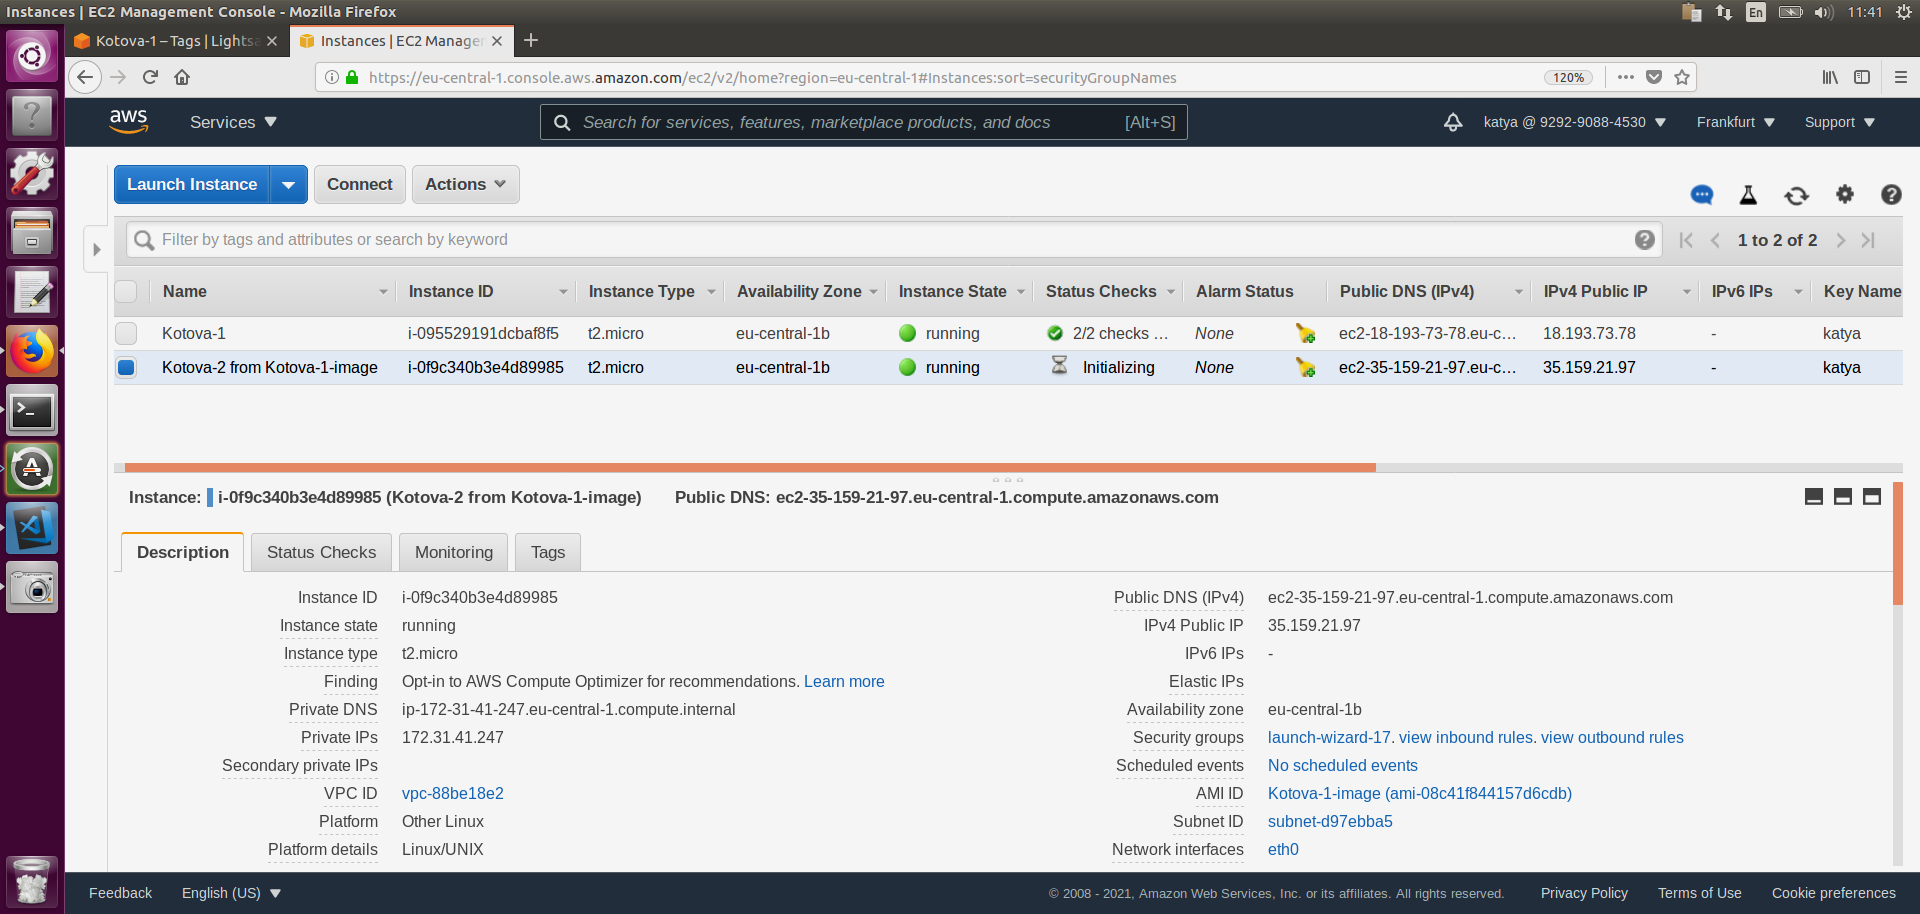 Instances | EC2 Management Console - Mozilla Firefox
En
11:41
Kotova-1 – Tags | Lightsa
Instances | EC2 Manager
https://eu-central-1.console.aws.amazon.com/ec2/v2/home?region=eu-central-1#Instances:sort=securityGroupNames
120%
aws
Services
Search for services, features, marketplace products, and docs
[Alt+S]
katya @ 9292-9088-4530
Frankfurt
Support
Launch Instance
Connect
Actions
Filter by tags and attributes or search by keyword
1 to 2 of 2
Name Instance ID Instance Type Availability Zone Instance State Status Checks Alarm Status Public DNS (IPv4) IPv4 Public IP IPv6 IPs Key Name
Kotova-1 i-095529191dcbaf8f5 t2.micro eu-central-1b running 2/2 checks ... None ec2-18-193-73-78.eu-c... 18.193.73.78 - katya
Kotova-2 from Kotova-1-image i-0f9c340b3e4d89985 t2.micro eu-central-1b running Initializing None ec2-35-159-21-97.eu-c... 35.159.21.97 - katya
Instance: i-0f9c340b3e4d89985 (Kotova-2 from Kotova-1-image) Public DNS: ec2-35-159-21-97.eu-central-1.compute.amazonaws.com
Description
Status Checks
Monitoring
Tags
Instance ID i-0f9c340b3e4d89985
Instance state running
Instance type t2.micro
Finding Opt-in to AWS Compute Optimizer for recommendations. Learn more
Private DNS ip-172-31-41-247.eu-central-1.compute.internal
Private IPs 172.31.41.247
Secondary private IPs
VPC ID vpc-88be18e2
Platform Other Linux
Platform details Linux/UNIX
Public DNS (IPv4) ec2-35-159-21-97.eu-central-1.compute.amazonaws.com
IPv4 Public IP 35.159.21.97
IPv6 IPs -
Elastic IPs
Availability zone eu-central-1b
Security groups launch-wizard-17. view inbound rules. view outbound rules
Scheduled events No scheduled events
AMI ID Kotova-1-image (ami-08c41f844157d6cdb)
Subnet ID subnet-d97ebba5
Network interfaces eth0
Feedback
English (US)
© 2008 - 2021, Amazon Web Services, Inc. or its affiliates. All rights reserved.
Privacy Policy
Terms of Use
Cookie preferences